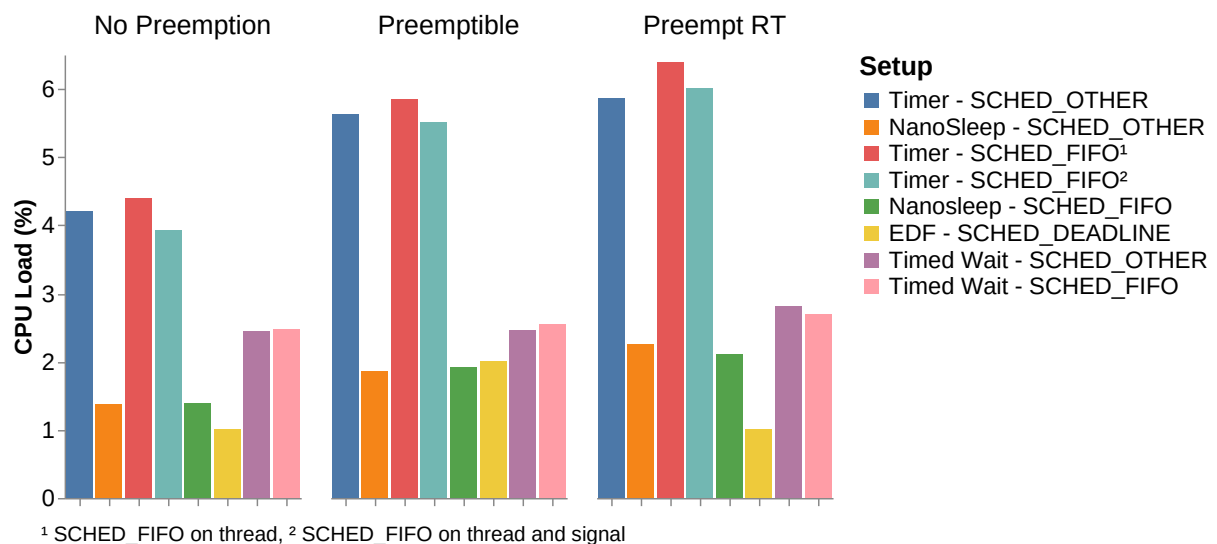 No Preemption
Preemptible
Preempt RT
CPU Load (%)
6
5
4
3
2
1
0
Setup
Timer - SCHED_OTHER
NanoSleep - SCHED_OTHER
Timer - SCHED_FIFO¹
Timer - SCHED_FIFO²
Nanosleep - SCHED_FIFO
EDF - SCHED_DEADLINE
Timed Wait - SCHED_OTHER
Timed Wait - SCHED_FIFO
¹ SCHED_FIFO on thread, ² SCHED_FIFO on thread and signal